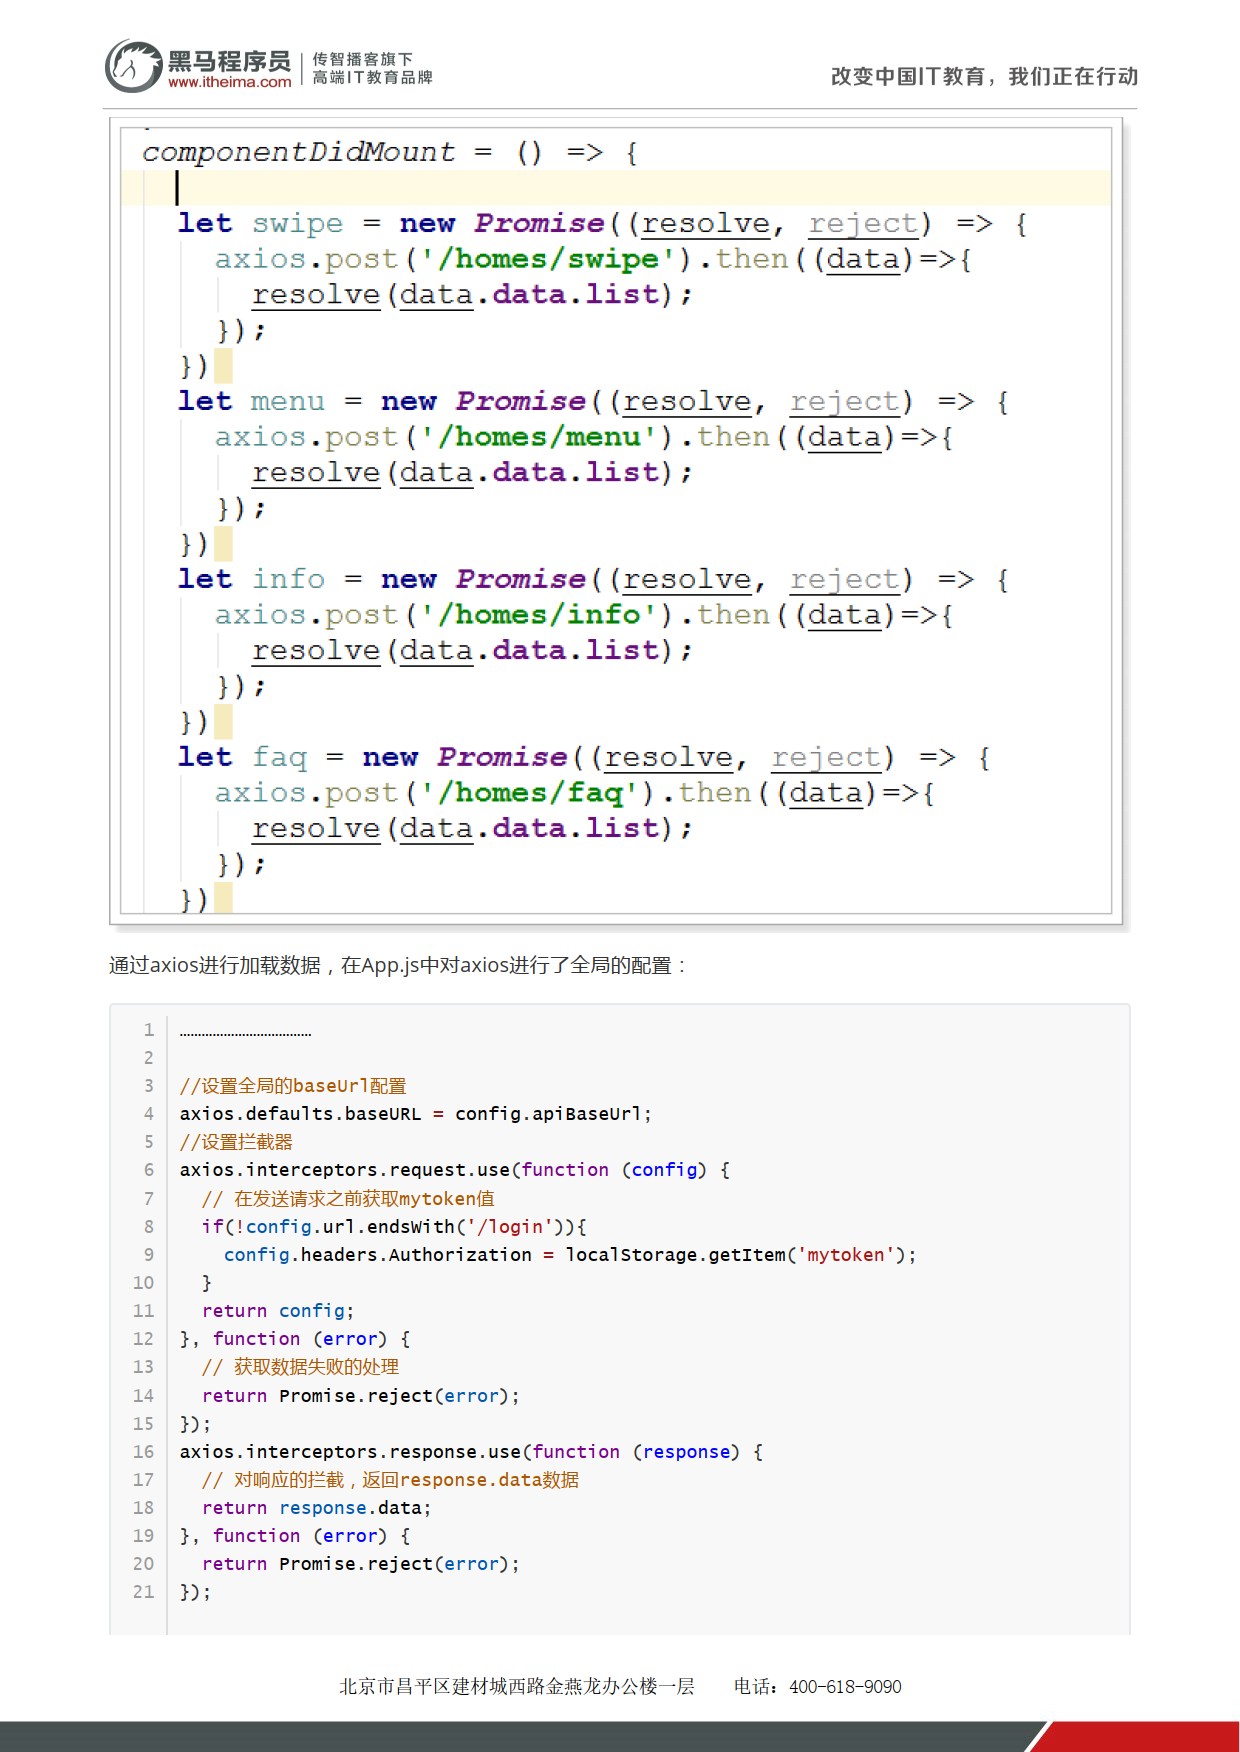 黑马程序员
www.itheima.com
传智播客旗下
高端IT教育品牌
改变中国IT教育，我们正在行动
componentDidMount = () => {
let swipe = new Promise((resolve, reject) => {
axios.post('/homes/swipe').then((data)=>{
resolve(data.data.list);
});
})
let menu = new Promise((resolve, reject) => {
axios.post('/homes/menu').then((data)=>{
resolve(data.data.list);
});
})
let info = new Promise((resolve, reject) => {
axios.post('/homes/info').then((data)=>{
resolve(data.data.list);
});
})
let faq = new Promise((resolve, reject) => {
axios.post('/homes/faq').then((data)=>{
resolve(data.data.list);
});
})
通过axios进行加载数据，在App.js中对axios进行了全局的配置：
1 ………………………………
2
3 //设置全局的baseUrl配置
4 axios.defaults.baseURL = config.apiBaseUrl;
5 //设置拦截器
6 axios.interceptors.request.use(function (config) {
7 // 在发送请求之前获取mytoken值
8 if(!config.url.endsWith('/login')){
9 config.headers.Authorization = localStorage.getItem('mytoken');
10 }
11 return config;
12 }, function (error) {
13 // 获取数据失败的处理
14 return Promise.reject(error);
15 });
16 axios.interceptors.response.use(function (response) {
17 // 对响应的拦截，返回response.data数据
18 return response.data;
19 }, function (error) {
20 return Promise.reject(error);
21 });
北京市昌平区建材城西路金燕龙办公楼一层 电话：400-618-9090